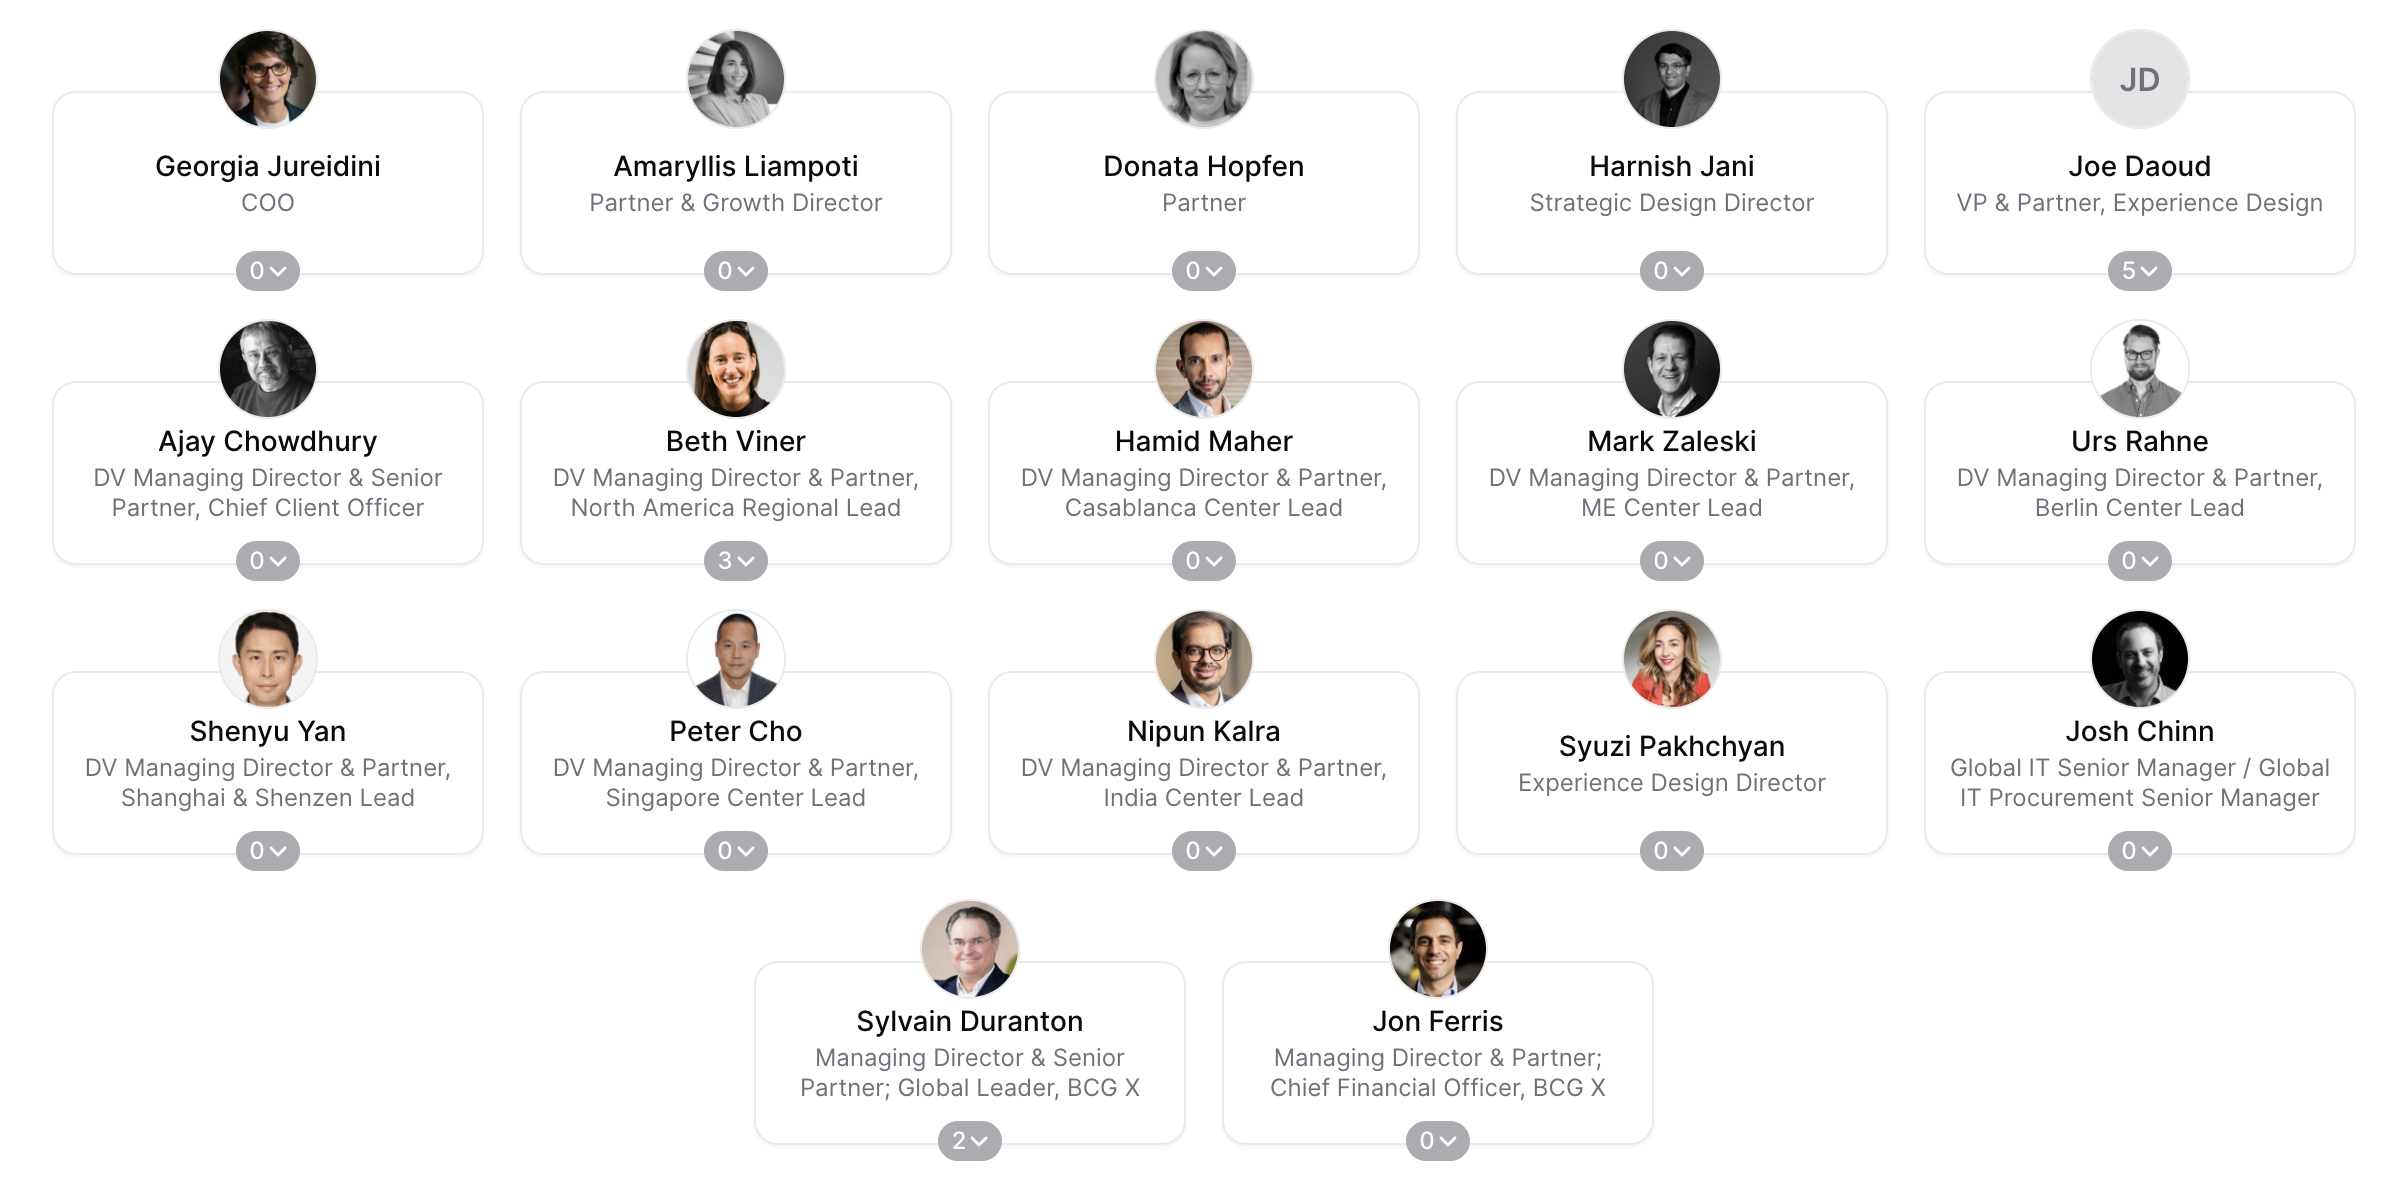 JD
Georgia Jureidini
COO
0
Amaryllis Liampoti
Partner & Growth Director
0
Donata Hopfen
Partner
0
Harnish Jani
Strategic Design Director
0
Joe Daoud
VP & Partner, Experience Design
5
Ajay Chowdhury
DV Managing Director & Senior
Partner, Chief Client Officer
0
Beth Viner
DV Managing Director & Partner,
North America Regional Lead
3
Hamid Maher
DV Managing Director & Partner,
Casablanca Center Lead
0
Mark Zaleski
DV Managing Director & Partner,
ME Center Lead
0
Urs Rahne
DV Managing Director & Partner,
Berlin Center Lead
0
Shenyu Yan
DV Managing Director & Partner,
Shanghai & Shenzen Lead
0
Peter Cho
DV Managing Director & Partner,
Singapore Center Lead
0
Nipun Kalra
DV Managing Director & Partner,
India Center Lead
0
Syuzi Pakhchyan
Experience Design Director
0
Josh Chinn
Global IT Senior Manager / Global
IT Procurement Senior Manager
0
Sylvain Duranton
Managing Director & Senior
Partner; Global Leader, BCG X
2
Jon Ferris
Managing Director & Partner;
Chief Financial Officer, BCG X
0